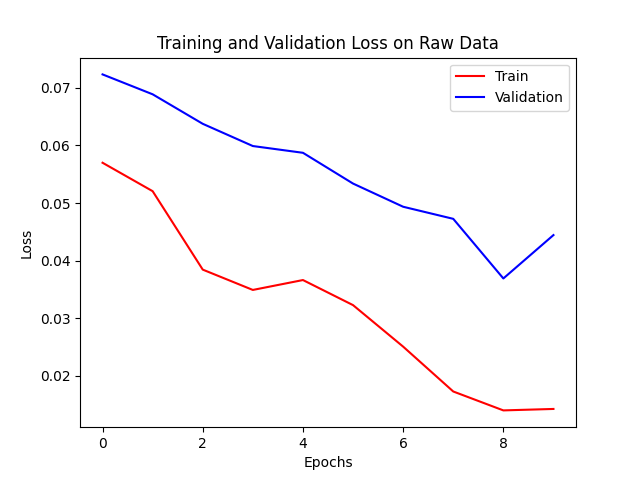 Training and Validation Loss on Raw Data
Train
Validation
0.07
0.06
0.05
0.04
0.03
0.02
Loss
0 2 4 6 8
Epochs